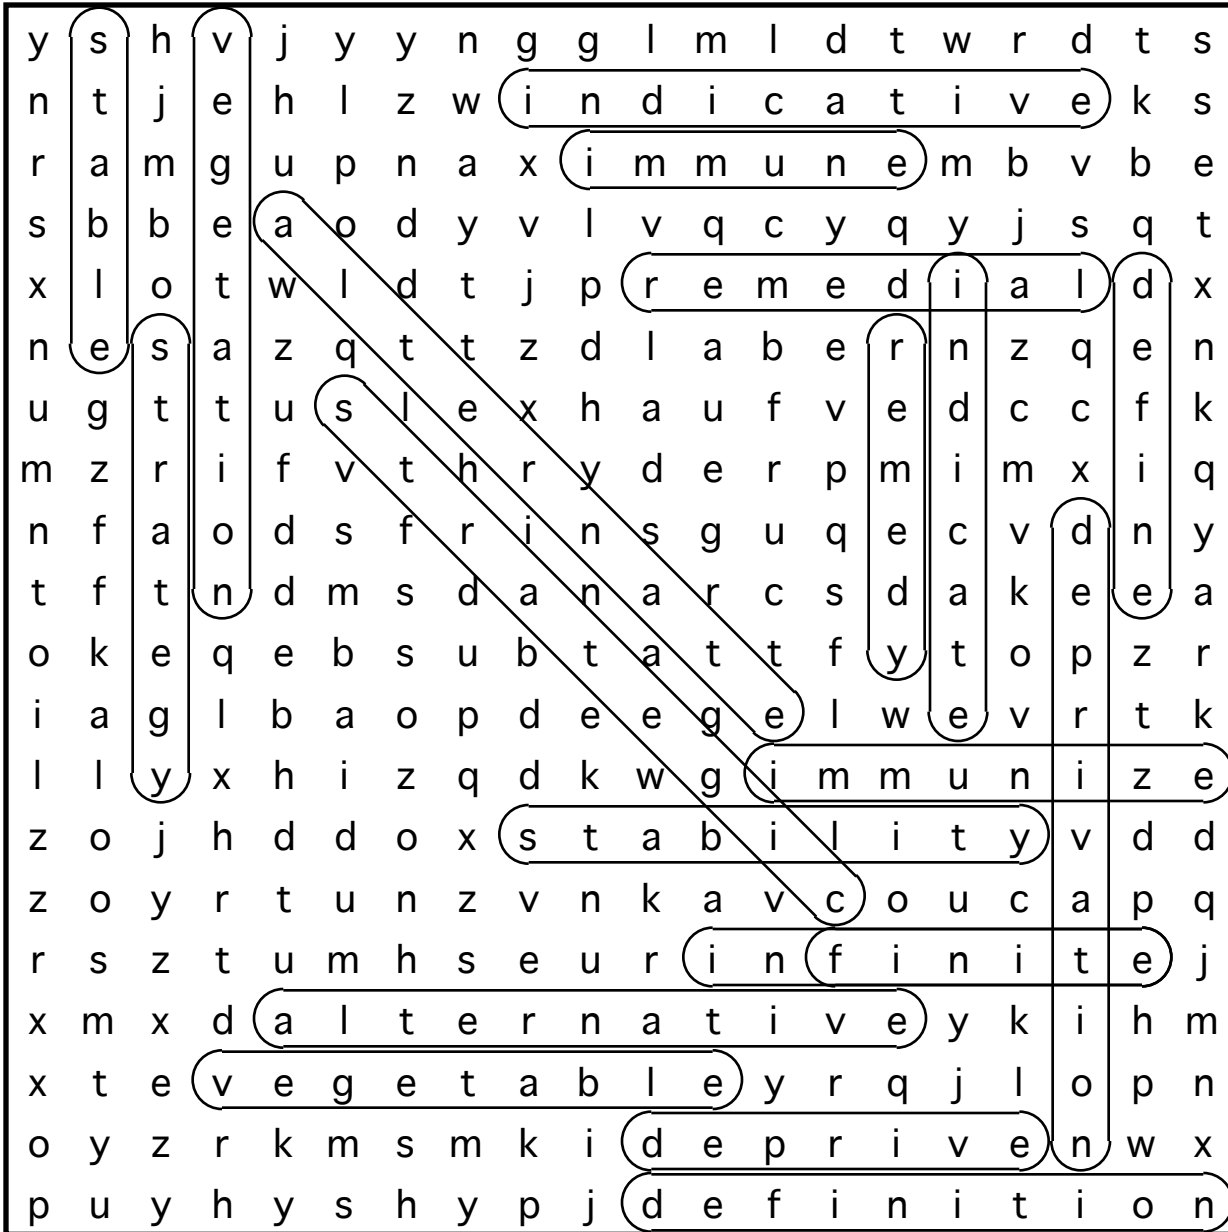 y s h v j y y n g g l m l d t w r d t s
n t j e h l z w i n d i c a t i v e k s
r a m g u p n a x i m m u n e m b v b e
s b b e a o d y v l v q c y q y j s q t
x l o t w l d t j p r e m e d i a l d x
n e s a z q t t z d l a b e r n z q e n
u g t t u s l e x h a u f v e d c c f k
m z r i f v t h r y d e r p m i m x i q
n f a o d s f r i n s g u q e c v d n y
t f t n d m s d a n a r c s d a k e e a
o k e q e b s u b t a t t f y t o p z r
i a g l b a o p d e e g e l w e v r t k
l l y x h i z q d k w g i m m u n i z e
z o j h d d o x s t a b i l i t y v d d
z o y r t u n z v n k a v c o u c a p q
r s z t u m h s e u r i n f i n i t e j
x m x d a l t e r n a t i v e y k i h m
x t e v e g e t a b l e y r q j l o p n
o y z r k m s m k i d e p r i v e n w x
p u y h y s h y p j d e f i n i t i o n